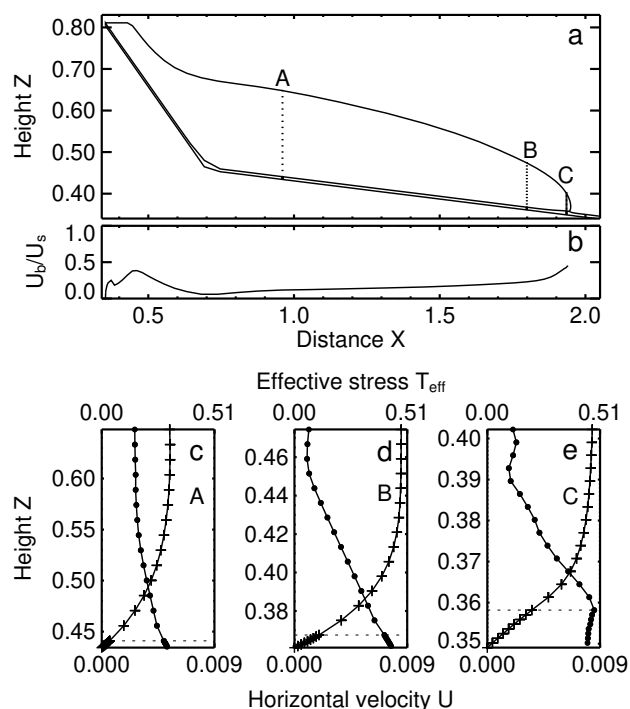 0.80
0.70
0.60
0.50
0.40
Height Z
a
A
B
C
1.0
0.5
0.0
U_b/U_s
b
0.5 1.0 1.5 2.0
Distance X
Effective stress T_eff
0.00 0.51 0.00 0.51 0.00 0.51
Height Z
0.60
0.55
0.50
0.45
c
A
0.46
0.44
0.42
0.40
0.38
0.36
d
B
0.40
0.39
0.38
0.37
0.36
0.35
e
C
0.000 0.009 0.000 0.009 0.000 0.009
Horizontal velocity U